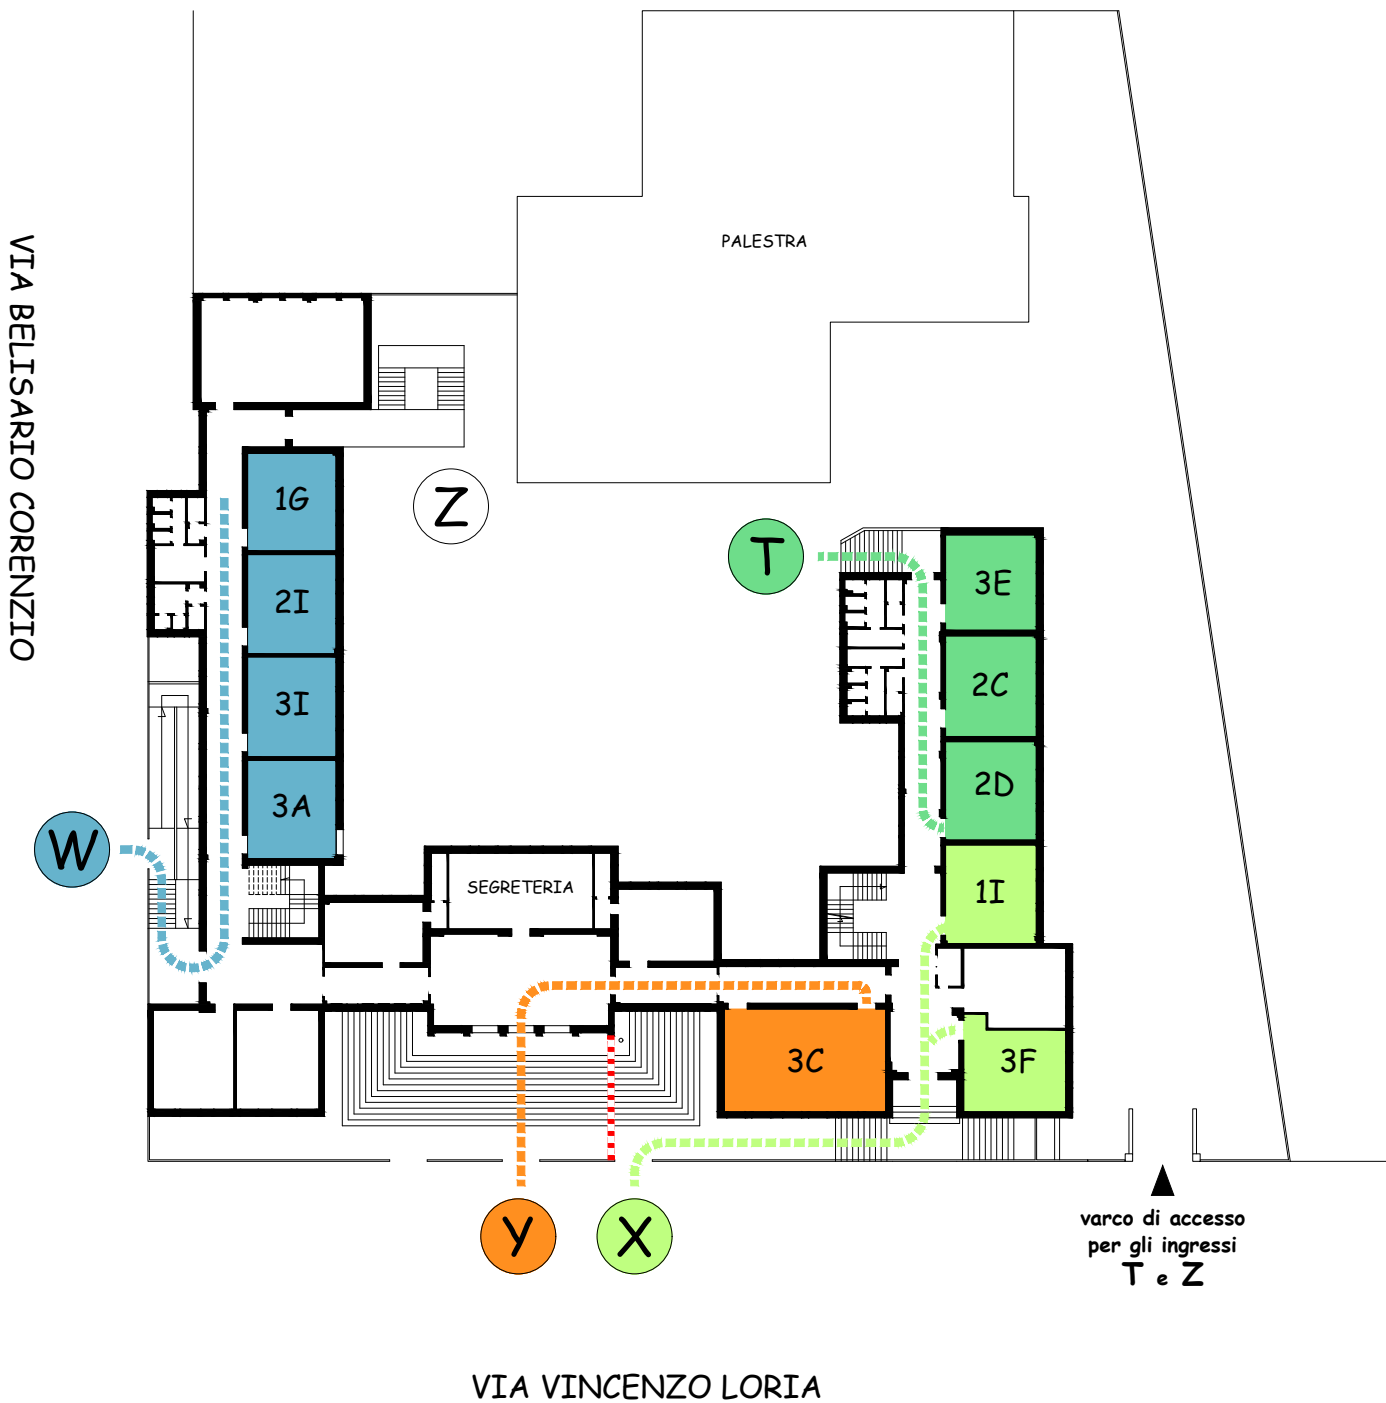 PALESTRA
VIA BELISARIO CORENZIO
1G
Z
T
2I
3E
3I
2C
3A
2D
W
SEGRETERIA
1I
3C
3F
Y
X
varco di accesso
per gli ingressi
T e Z
VIA VINCENZO LORIA